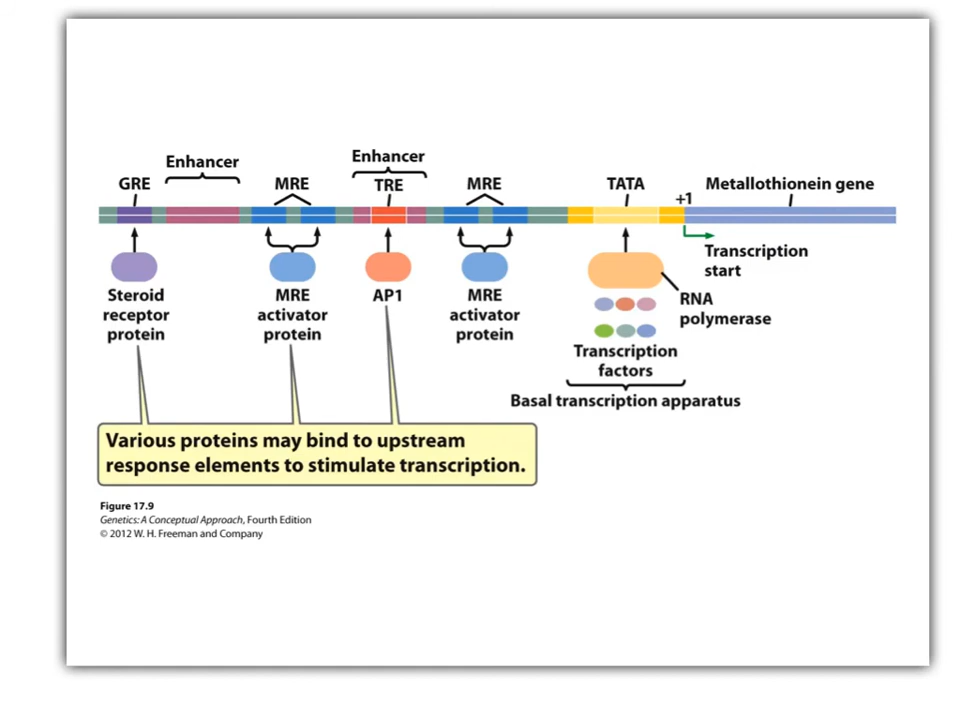 Enhancer
Enhancer
GRE
MRE
TRE
MRE
TATA
+1
Metallothionein gene
Transcription
start
Steroid
receptor
protein
MRE
activator
protein
AP1
MRE
activator
protein
RNA
polymerase
Transcription
factors
Basal transcription apparatus
Various proteins may bind to upstream
response elements to stimulate transcription.
Figure 17.9
Genetics: A Conceptual Approach, Fourth Edition
© 2012 W. H. Freeman and Company